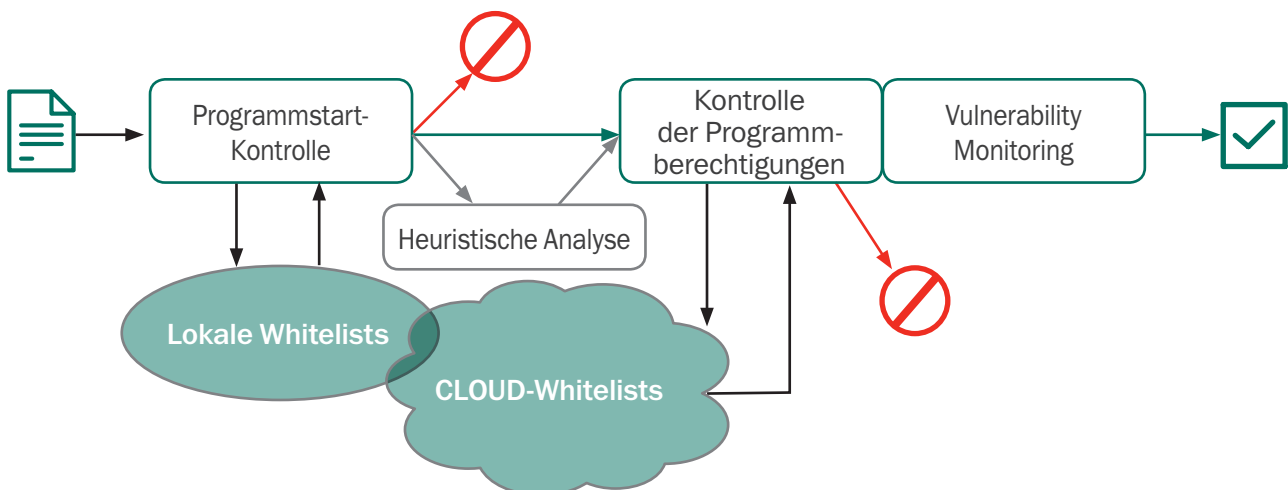 Programmstart-
Kontrolle
Kontrolle
der Programm-
berechtigungen
Vulnerability
Monitoring
Heuristische Analyse
Lokale Whitelists
CLOUD-Whitelists